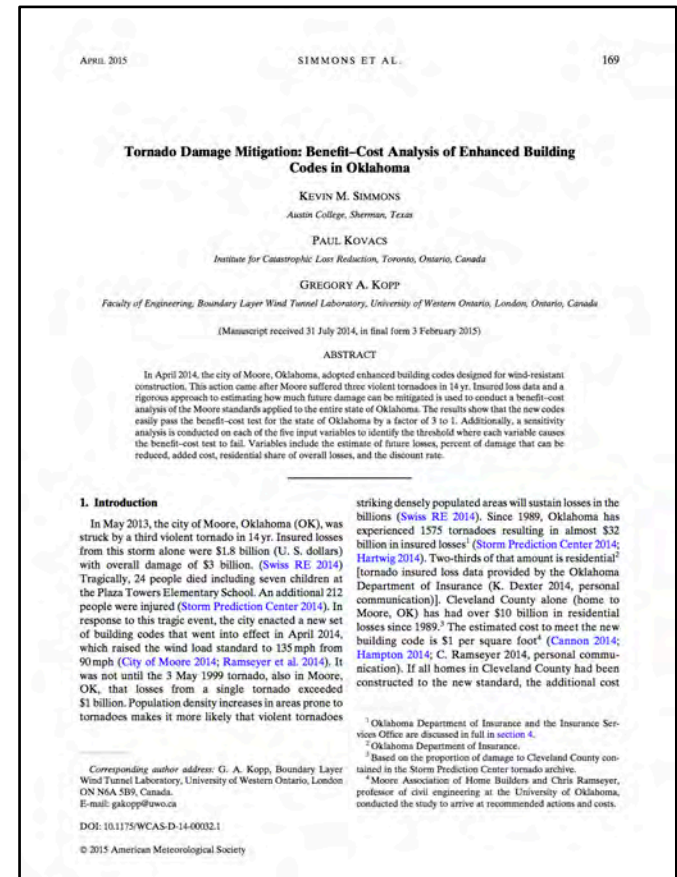 APRIL 2015
SIMMONS ET AL.
169
Tornado Damage Mitigation: Benefit–Cost Analysis of Enhanced Building
Codes in Oklahoma
KEVIN M. SIMMONS
Austin College, Sherman, Texas
PAUL KOVACS
Institute for Catastrophic Loss Reduction, Toronto, Ontario, Canada
GREGORY A. KOPP
Faculty of Engineering, Boundary Layer Wind Tunnel Laboratory, University of Western Ontario, London, Ontario, Canada
(Manuscript received 31 July 2014, in final form 3 February 2015)
ABSTRACT
In April 2014, the city of Moore, Oklahoma, adopted enhanced building codes designed for wind-resistant
construction. This action came after Moore suffered three violent tornadoes in 14 yr. Insured loss data and a
rigorous approach to estimating how much future damage can be mitigated is used to conduct a benefit–cost
analysis of the Moore standards applied to the entire state of Oklahoma. The results show that the new codes
easily pass the benefit–cost test for the state of Oklahoma by a factor of 3 to 1. Additionally, a sensitivity
analysis is conducted on each of the five input variables to identify the threshold where each variable causes
the benefit–cost test to fail. Variables include the estimate of future losses, percent of damage that can be
reduced, added cost, residential share of overall losses, and the discount rate.
1. Introduction
In May 2013, the city of Moore, Oklahoma (OK), was
struck by a third violent tornado in 14 yr. Insured losses
from this storm alone were $1.8 billion (U. S. dollars)
with overall damage of $3 billion. (Swiss RE 2014)
Tragically, 24 people died including seven children at
the Plaza Towers Elementary School. An additional 212
people were injured (Storm Prediction Center 2014). In
response to this tragic event, the city enacted a new set
of building codes that went into effect in April 2014,
which raised the wind load standard to 135 mph from
90 mph (City of Moore 2014; Ramseyer et al. 2014). It
was not until the 3 May 1999 tornado, also in Moore,
OK, that losses from a single tornado exceeded
$1 billion. Population density increases in areas prone to
tornadoes makes it more likely that violent tornadoes
Corresponding author address: G. A. Kopp, Boundary Layer
Wind Tunnel Laboratory, University of Western Ontario, London
ON N6A 5B9, Canada.
E-mail: gakopp@uwo.ca
DOI: 10.1175/WCAS-D-14-00032.1
© 2015 American Meteorological Society
striking densely populated areas will sustain losses in the
billions (Swiss RE 2014). Since 1989, Oklahoma has
experienced 1575 tornadoes resulting in almost $32
billion in insured losses¹ (Storm Prediction Center 2014;
Hartwig 2014). Two-thirds of that amount is residential²
[tornado insured loss data provided by the Oklahoma
Department of Insurance (K. Dexter 2014, personal
communication)]. Cleveland County alone (home to
Moore, OK) has had over $10 billion in residential
losses since 1989.³ The estimated cost to meet the new
building code is $1 per square foot⁴ (Cannon 2014;
Hampton 2014; C. Ramseyer 2014, personal commu-
nication). If all homes in Cleveland County had been
constructed to the new standard, the additional cost
¹ Oklahoma Department of Insurance and the Insurance Ser-
vices Office are discussed in full in section 4.
² Oklahoma Department of Insurance.
³ Based on the proportion of damage to Cleveland County con-
tained in the Storm Prediction Center tornado archive.
⁴ Moore Association of Home Builders and Chris Ramseyer,
professor of civil engineering at the University of Oklahoma,
conducted the study to arrive at recommended actions and costs.